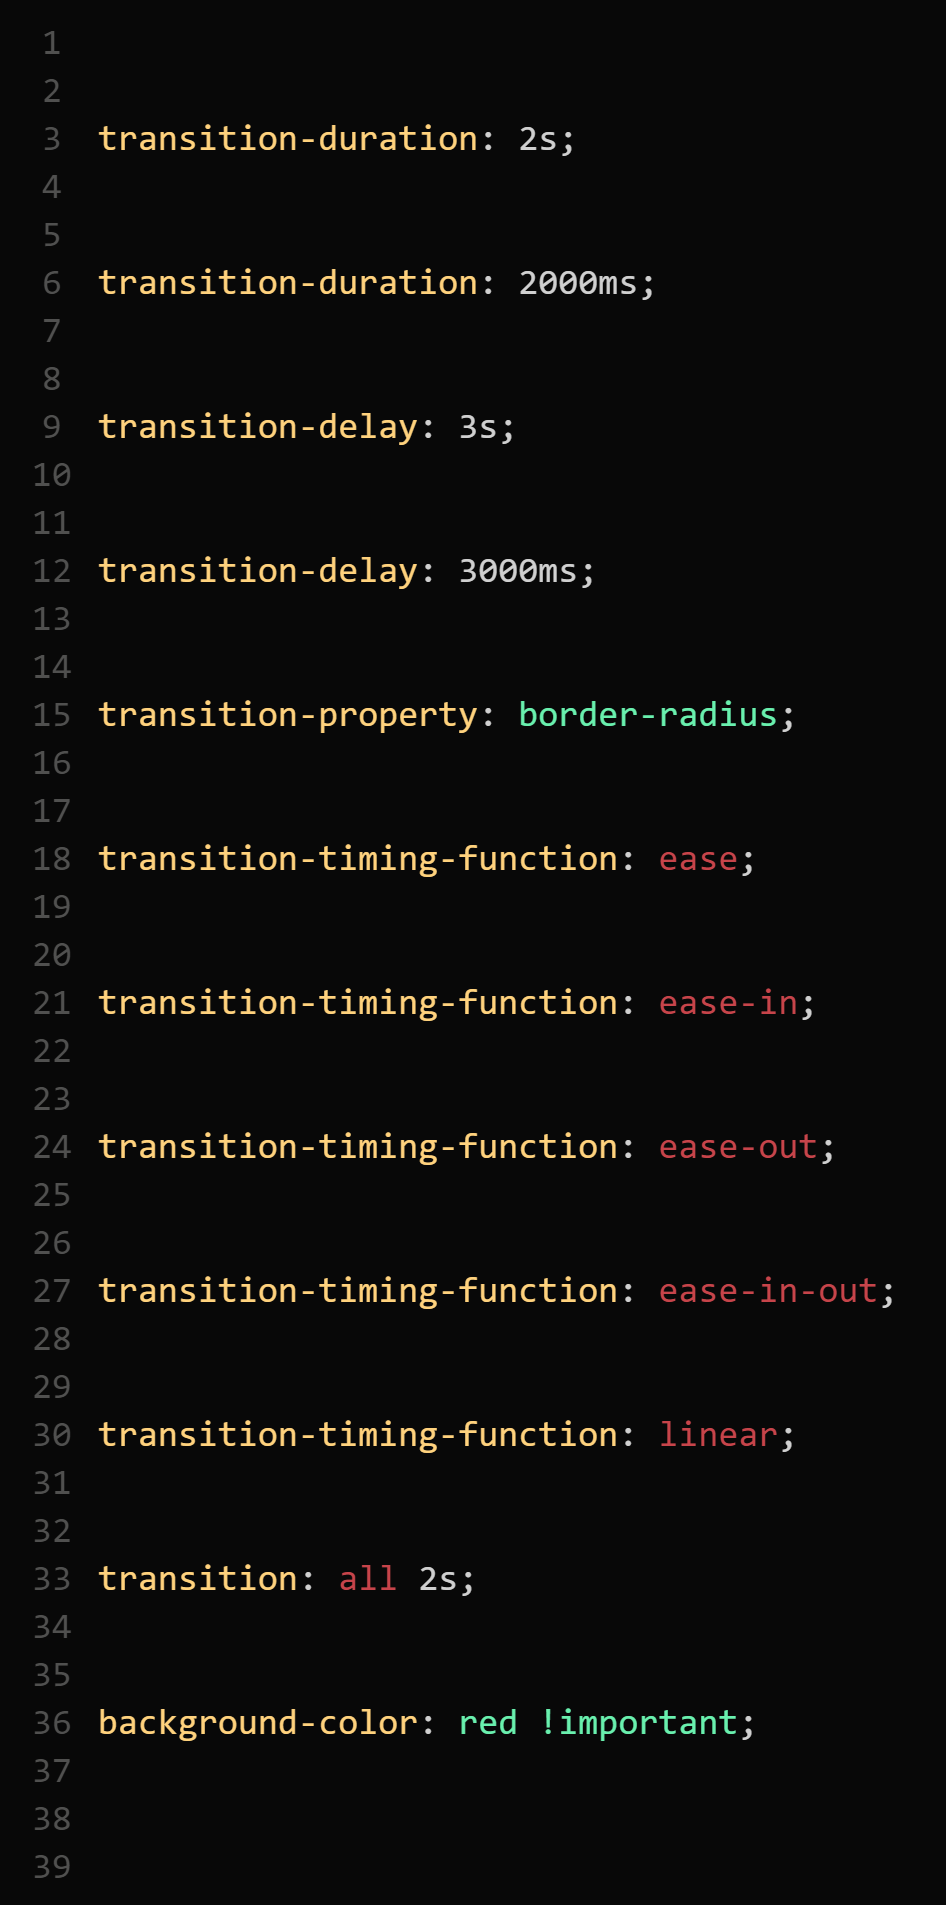 1
2
3 transition-duration: 2s;
4
5
6 transition-duration: 2000ms;
7
8
9 transition-delay: 3s;
10
11
12 transition-delay: 3000ms;
13
14
15 transition-property: border-radius;
16
17
18 transition-timing-function: ease;
19
20
21 transition-timing-function: ease-in;
22
23
24 transition-timing-function: ease-out;
25
26
27 transition-timing-function: ease-in-out;
28
29
30 transition-timing-function: linear;
31
32
33 transition: all 2s;
34
35
36 background-color: red !important;
37
38
39